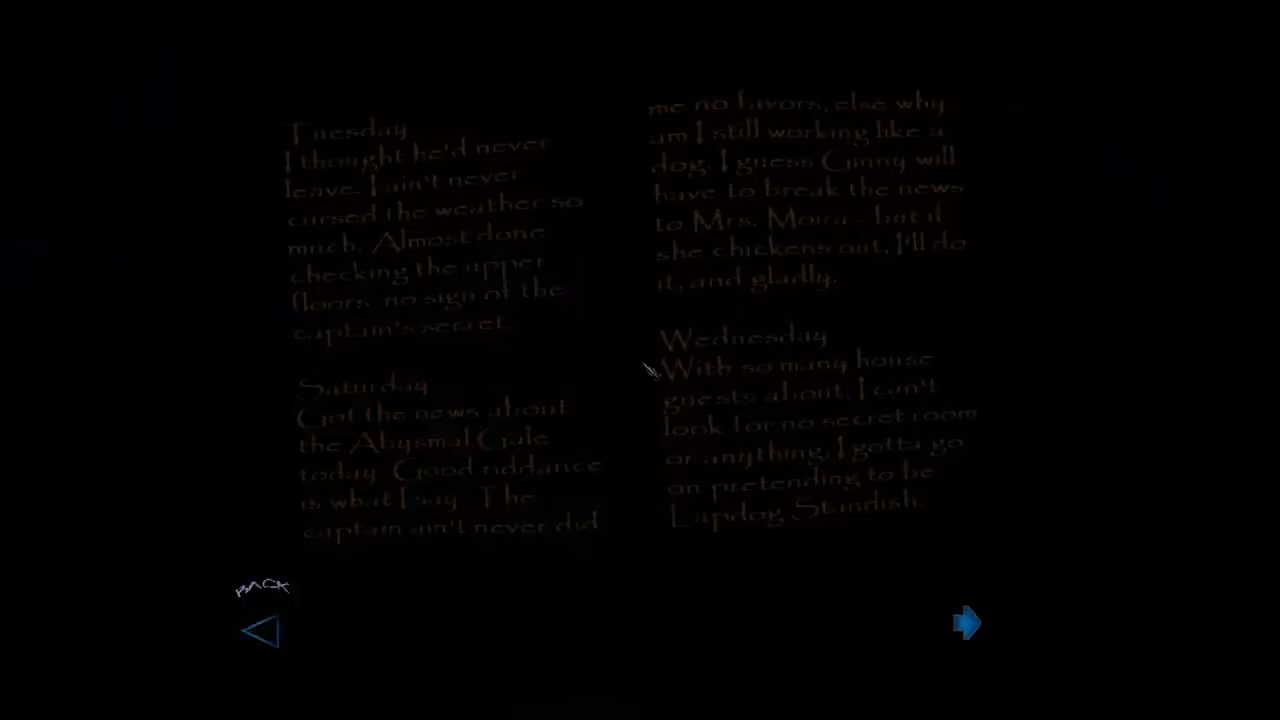 Tuesday
I thought he'd never
leave. I ain't never
cursed the weather so
much. Almost done
checking the upper
floors: no sign of the
captain's secret.
Saturday
Got the news about
the Abysmal Gale
today. Good riddance
is what I say. The
captain ain't never did
me no favors, else why
am I still working like a
dog. I guess Cinny will
have to break the news
to Mrs. Moira - but if
she chickens out, I'll do
it, and gladly.
Wednesday
With so many house
guests about, I can't
look for no secret room
or anything. I gotta go
on pretending to be
Lapdog Standish.
BACK